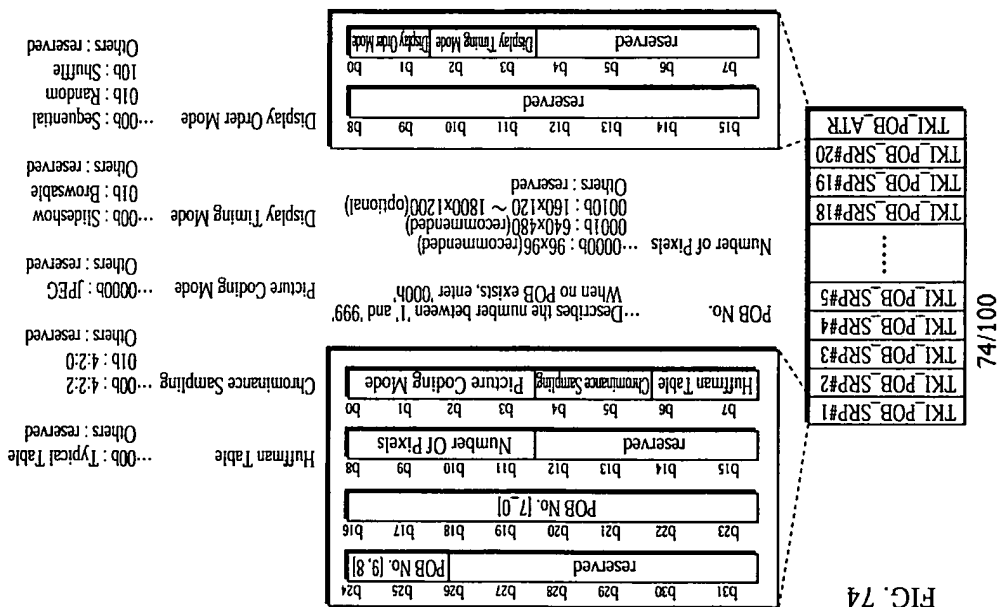 FIG. 74
74/100
TKI_POB_SRP#1
TKI_POB_SRP#2
TKI_POB_SRP#3
TKI_POB_SRP#4
TKI_POB_SRP#5
⋮
TKI_POB_SRP#18
TKI_POB_SRP#19
TKI_POB_SRP#20
TKI_POB_ATR
b31 b30 b29 b28 b27 b26 b25 b24
reserved POB No. [9, 8]
b23 b22 b21 b20 b19 b18 b17 b16
POB No. [7_0]
b15 b14 b13 b12 b11 b10 b9 b8
reserved Number Of Pixels
b7 b6 b5 b4 b3 b2 b1 b0
Huffman Table Chrominance Sampling Picture Coding Mode
POB No. ···Describes the number between '1' and '999'
When no POB exists, enter '000h'
Number of Pixels ···0000b : 96x96(recommended)
0001b : 640x480(recommended)
0010b : 160x120 ~ 1800x1200(optional)
Others : reserved
b15 b14 b13 b12 b11 b10 b9 b8
reserved
b7 b6 b5 b4 b3 b2 b1 b0
reserved Display Timing Mode Display Order Mode
Huffman Table ···00b : Typical Table
Others : reserved
Chrominance Sampling ···00b : 4:2:2
01b : 4:2:0
Others : reserved
Picture Coding Mode ···0000b : JPEG
Others : reserved
Display Timing Mode ···00b : Slideshow
01b : Browsable
Others : reserved
Display Order Mode ···00b : Sequential
01b : Random
10b : Shuffle
Others : reserved